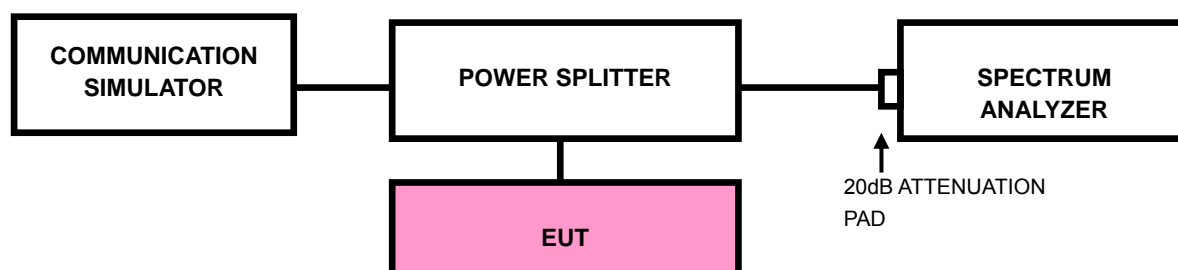 COMMUNICATION
SIMULATOR
POWER SPLITTER
SPECTRUM
ANALYZER
20dB ATTENUATION
PAD
EUT